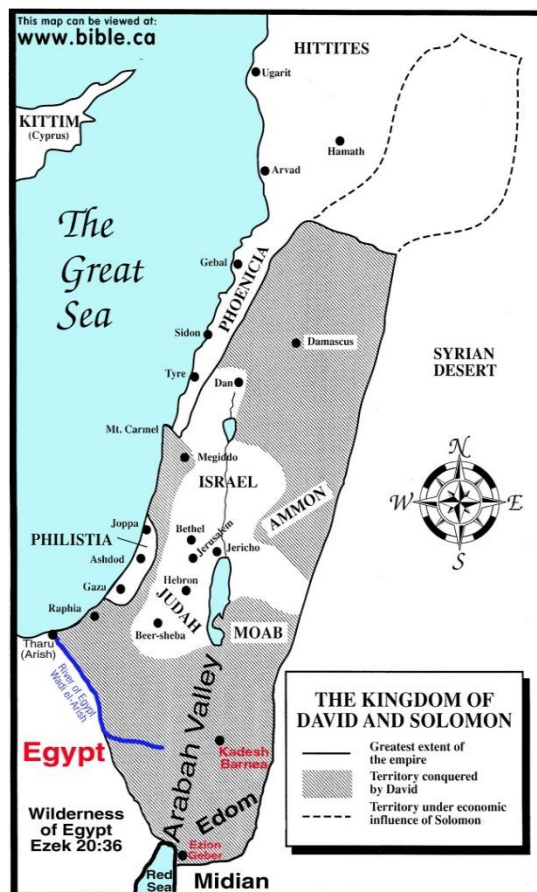 This map can be viewed at:
www.bible.ca
HITTITES
Ugarit
KITTIM
(Cyprus)
Hamath
Arvad
The
Great
Sea
Gebal
PHOENICIA
Sidon
Damascus
SYRIAN
DESERT
Tyre
Dan
Mt. Carmel
Megiddo
ISRAEL
N
W
E
S
AMMON
Joppa
PHILISTIA
Bethel
Jerusalem
Jericho
Ashdod
Gaza
Hebron
JUDAH
Raphia
Beer-sheba
MOAB
Tharu
(Arish)
River of Egypt
Wadi el-Arish
Arabah Valley
Egypt
Kadesh
Barnea
Edom
Wilderness
of Egypt
Ezek 20:36
Ezion
Geber
Red
Sea
Midian
THE KINGDOM OF
DAVID AND SOLOMON
Greatest extent of
the empire
Territory conquered
by David
Territory under economic
influence of Solomon